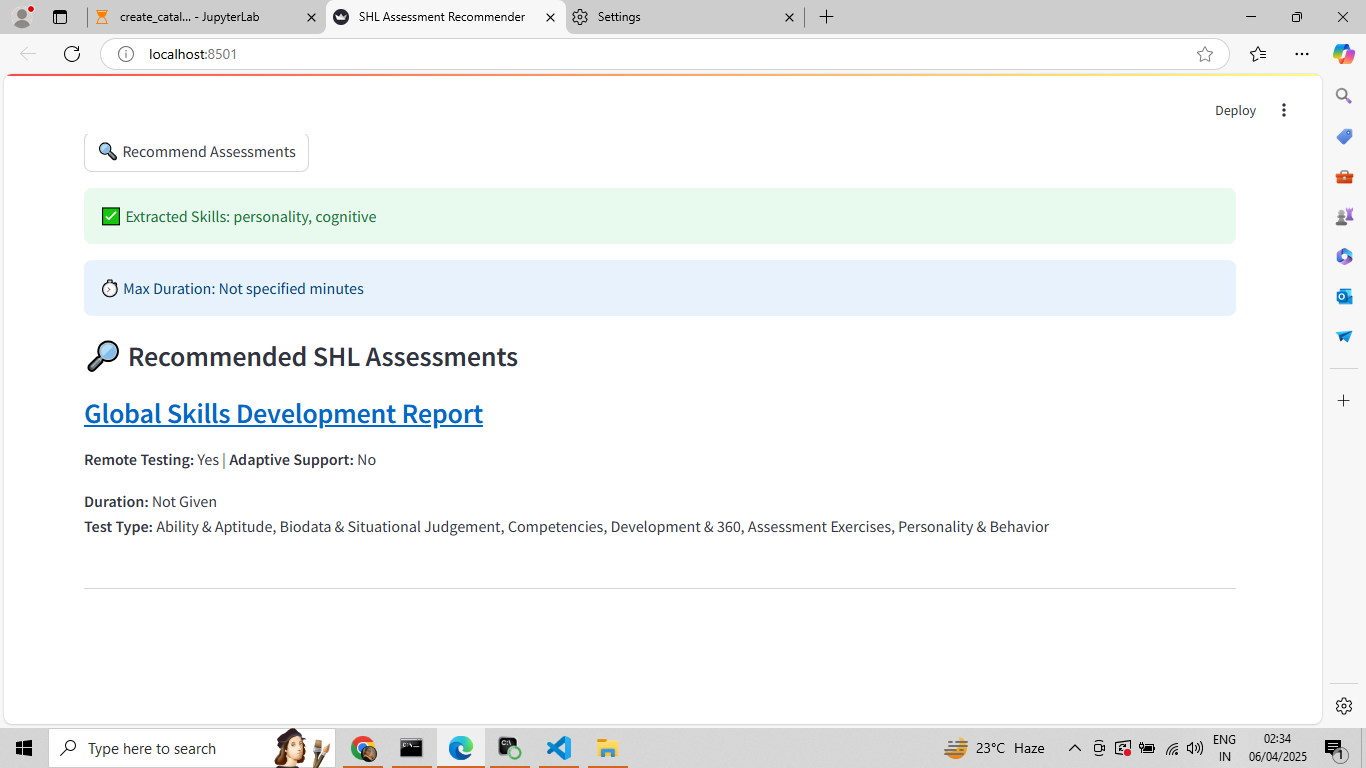 create_catal... - JupyterLab
SHL Assessment Recommender
Settings
localhost:8501
Deploy
Recommend Assessments
Extracted Skills: personality, cognitive
Max Duration: Not specified minutes
Recommended SHL Assessments
Global Skills Development Report
Remote Testing: Yes | Adaptive Support: No
Duration: Not Given
Test Type: Ability & Aptitude, Biodata & Situational Judgement, Competencies, Development & 360, Assessment Exercises, Personality & Behavior
Type here to search
23°C Haze
ENG
IN
02:34
06/04/2025
1